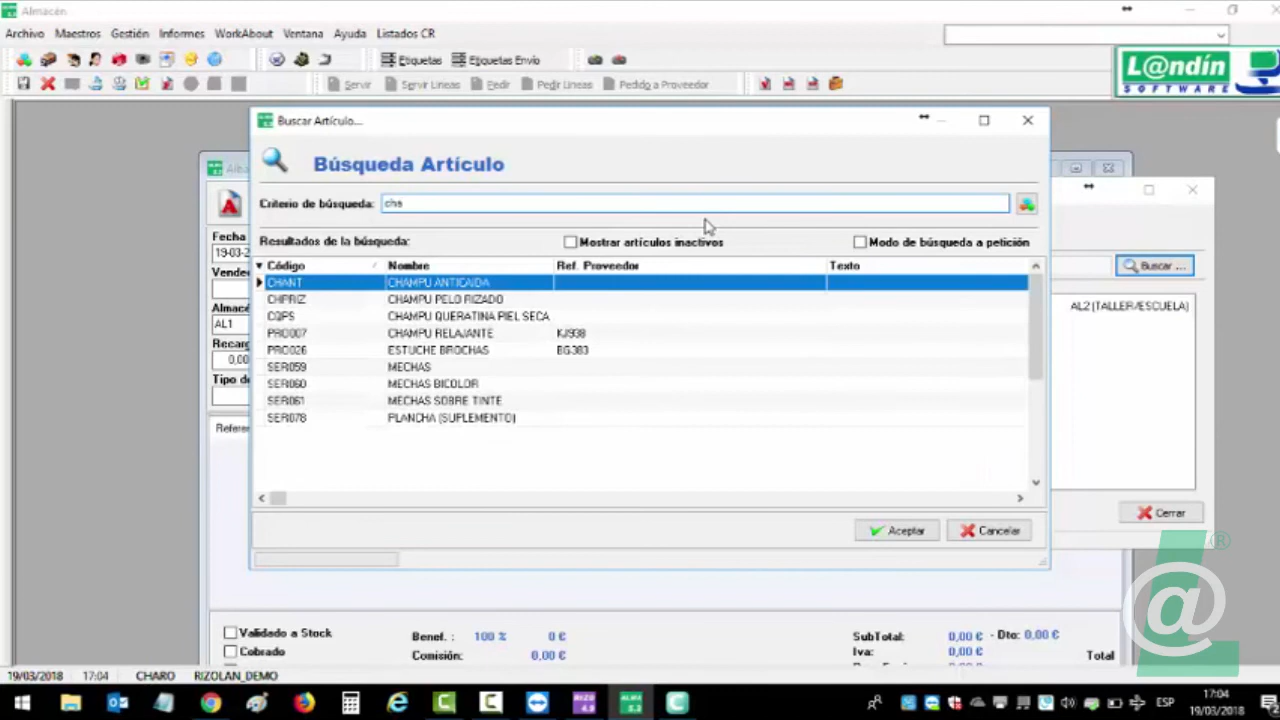 Almacén
Archivo Maestros Gestión Informes WorkAbout Ventana Ayuda Listados CR
Etiquetas Etiquetas Envío
Servir Servir Lineas Pedir Pedir Lineas Pedido a Proveedor
L@ndín
SOFTWARE
Buscar Artículo...
Búsqueda Artículo
Criterio de búsqueda: cha
Resultados de la búsqueda: Mostrar artículos inactivos Modo de búsqueda a petición
Código Nombre Ref. Proveedor Texto
CHANT CHAMPU ANTICAIDA
CHPRIZ CHAMPU PELO RIZADO
CQPS CHAMPU QUERATINA PIEL SECA
PRO007 CHAMPU RELAJANTE KJ938
PRO026 ESTUCHE BROCHAS BG383
SER059 MECHAS
SER060 MECHAS BICOLOR
SER061 MECHAS SOBRE TINTE
SER078 PLANCHA (SUPLEMENTO)
Aceptar Cancelar
Fecha
19-03-2
Almacé
AL1
Recarg
0,00
Tipo de
Buscar ...
AL2 (TALLER/ESCUELA)
Cerrar
Validado a Stock
Cobrado
Benef. : 100 % 0 €
Comisión: 0,00 €
SubTotal: 0,00 € - Dto: 0,00 €
Iva: 0,00 €
Total
19/03/2018 17:04 CHARO RIZOLAN_DEMO
@ ®
ESP
17:04
19/03/2018